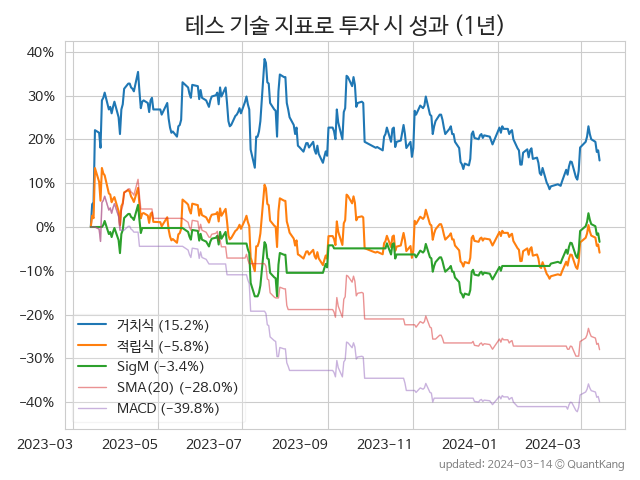 테스 기술 지표로 투자 시 성과 (1년)
40%
30%
20%
10%
0%
−10%
−20%
−30%
−40%
거치식 (15.2%)
적립식 (−5.8%)
SigM (−3.4%)
SMA(20) (−28.0%)
MACD (−39.8%)
2023-03 2023-05 2023-07 2023-09 2023-11 2024-01 2024-03
updated: 2024-03-14 © QuantKang